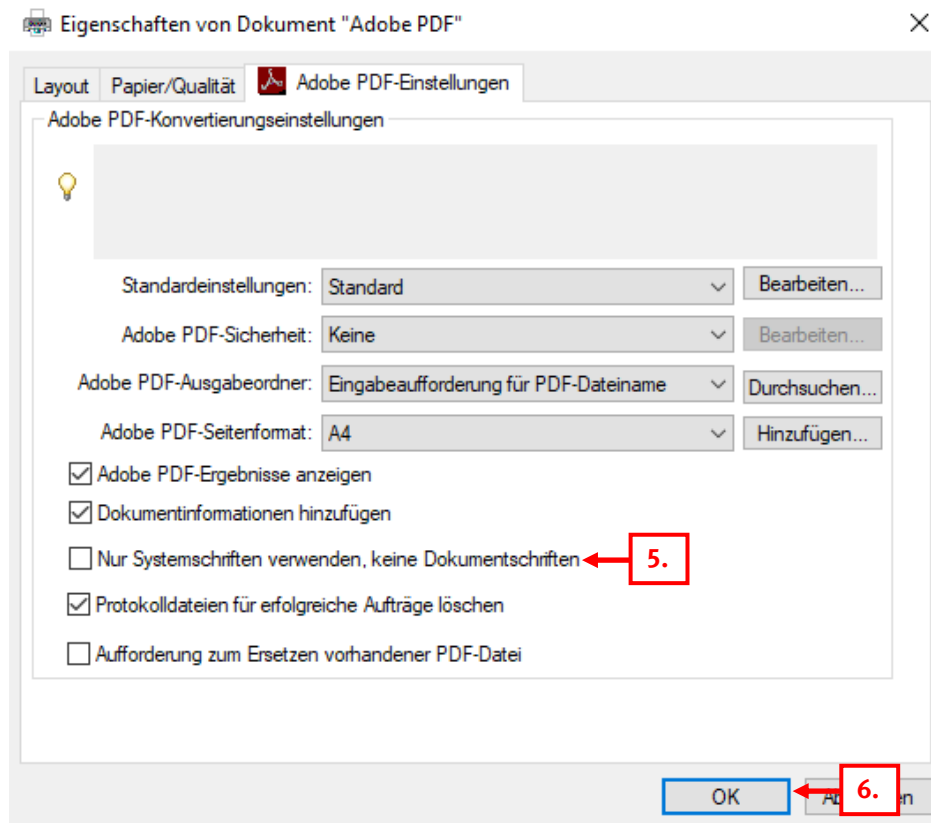 Eigenschaften von Dokument "Adobe PDF"
Layout Papier/Qualität Adobe PDF-Einstellungen
Adobe PDF-Konvertierungseinstellungen
Standardeinstellungen: Standard Bearbeiten...
Adobe PDF-Sicherheit: Keine Bearbeiten...
Adobe PDF-Ausgabeordner: Eingabeaufforderung für PDF-Dateiname Durchsuchen...
Adobe PDF-Seitenformat: A4 Hinzufügen...
Adobe PDF-Ergebnisse anzeigen
Dokumentinformationen hinzufügen
Nur Systemschriften verwenden, keine Dokumentschriften 5.
Protokolldateien für erfolgreiche Aufträge löschen
Aufforderung zum Ersetzen vorhandener PDF-Datei
OK 6.